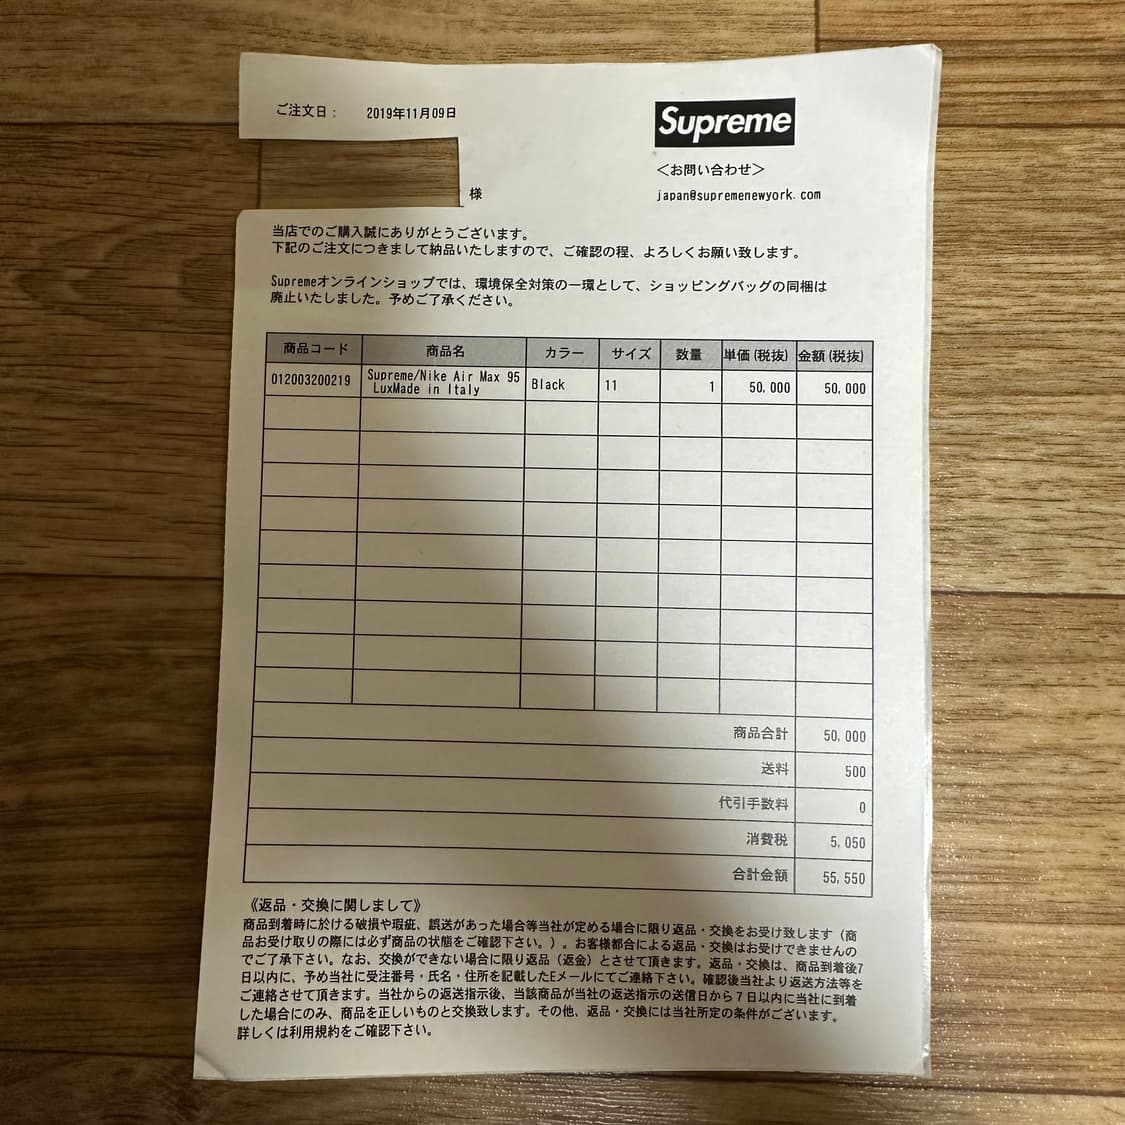 ご注文日： 2019年11月09日
Supreme
＜お問い合わせ＞
様 japan@supremenewyork.com
当店でのご購入誠にありがとうございます。
下記のご注文につきまして納品いたしますので、ご確認の程、よろしくお願い致します。
Supremeオンラインショップでは、環境保全対策の一環として、ショッピングバッグの同梱は
廃止いたしました。予めご了承ください。
商品コード 商品名 カラー サイズ 数量 単価(税抜) 金額(税抜)
012003200219 Supreme/Nike Air Max 95 Black 11 1 50,000 50,000
LuxMade in Italy
商品合計 50,000
送料 500
代引手数料 0
消費税 5,050
合計金額 55,550
《返品・交換に関しまして》
商品到着時に於ける破損や瑕疵、誤送があった場合等当社が定める場合に限り返品・交換をお受け致します（商
品お受け取りの際には必ず商品の状態をご確認下さい。）。お客様都合による返品・交換はお受けできませんの
でご了承下さい。なお、交換ができない場合に限り返品（返金）とさせて頂きます。返品・交換は、商品到着後7
日以内に、予め当社に受注番号・氏名・住所を記載したEメールにてご連絡下さい。確認後当社より返送方法等を
ご連絡させて頂きます。当社からの返送指示後、当該商品が当社の返送指示の送信日から７日以内に当社に到着
した場合にのみ、商品を正しいものと交換致します。その他、返品・交換には当社所定の条件がございます。
詳しくは利用規約をご確認下さい。